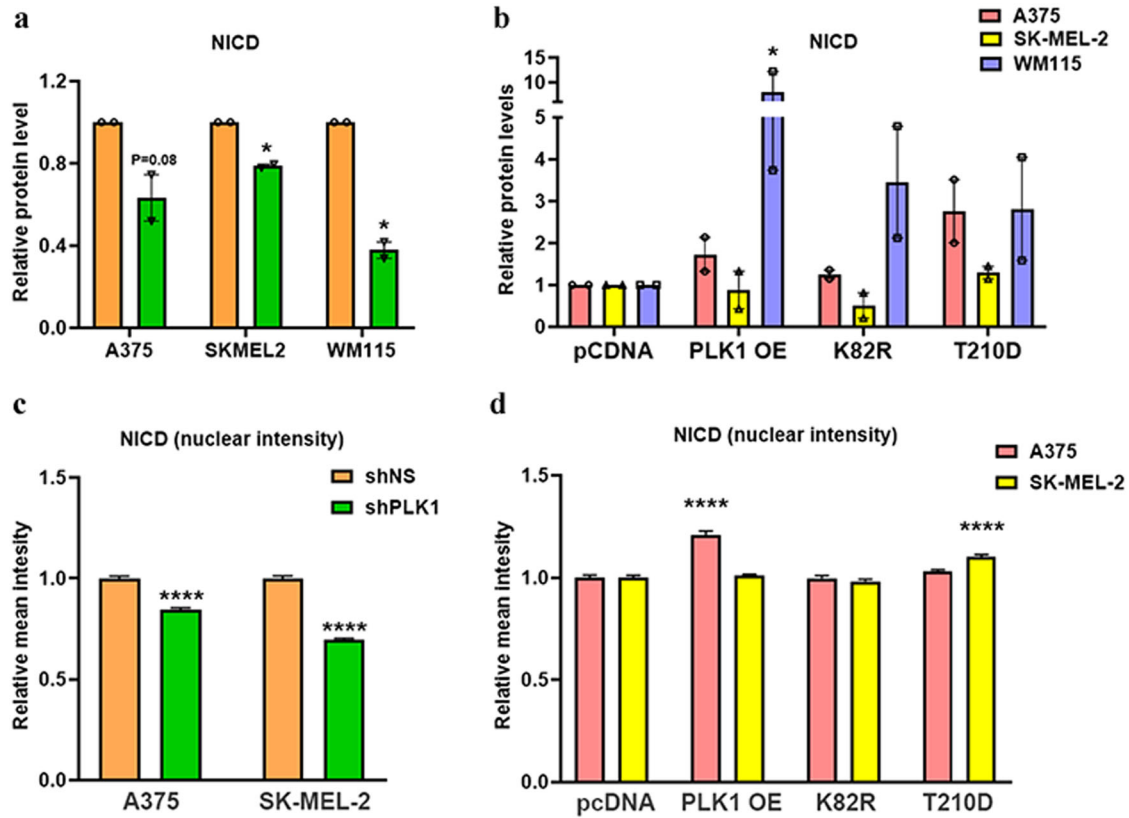 a
NICD
Relative protein level
1.2
0.8
0.4
0.0
P=0.08
*
*
A375 SKMEL2 WM115
b
NICD
A375
SK-MEL-2
WM115
Relative protein levels
15
10
5
4
3
2
1
0
*
pCDNA PLK1 OE K82R T210D
c
NICD (nuclear intensity)
shNS
shPLK1
Relative mean intesity
1.5
1.0
0.5
0.0
****
****
A375 SK-MEL-2
d
NICD (nuclear intensity)
A375
SK-MEL-2
Relative mean intensity
1.5
1.0
0.5
0.0
****
****
pcDNA PLK1 OE K82R T210D